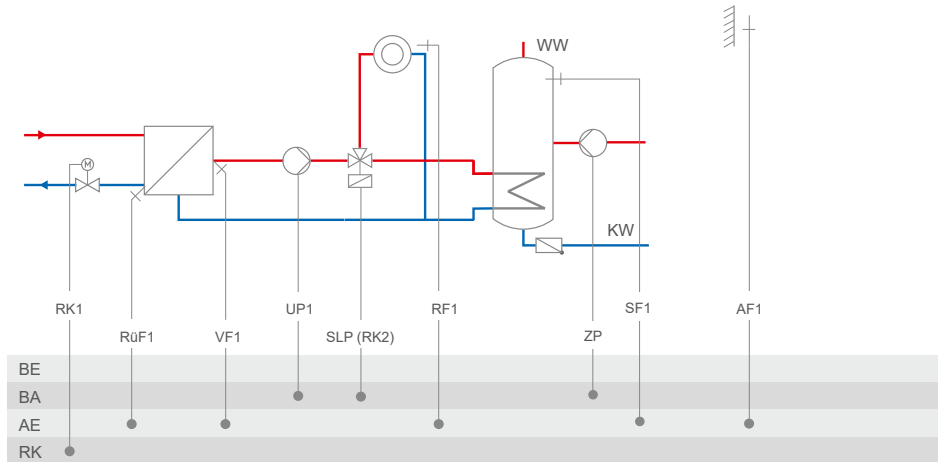 WW
M
KW
RK1 UP1 RF1 SF1 AF1
RüF1 VF1 SLP (RK2) ZP
BE
BA
AE
RK